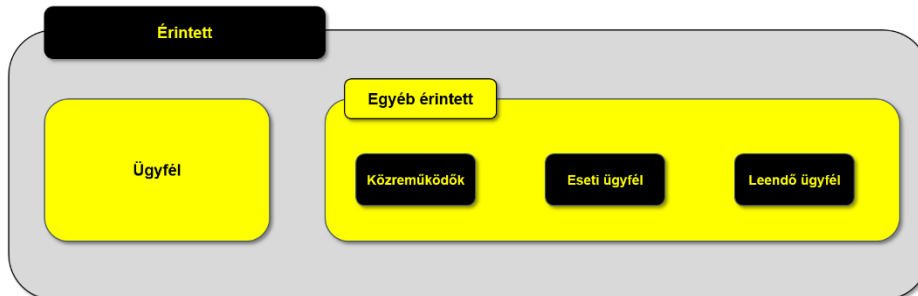 Érintett
Egyéb érintett
Ügyfél
Közreműködők
Eseti ügyfél
Leendő ügyfél